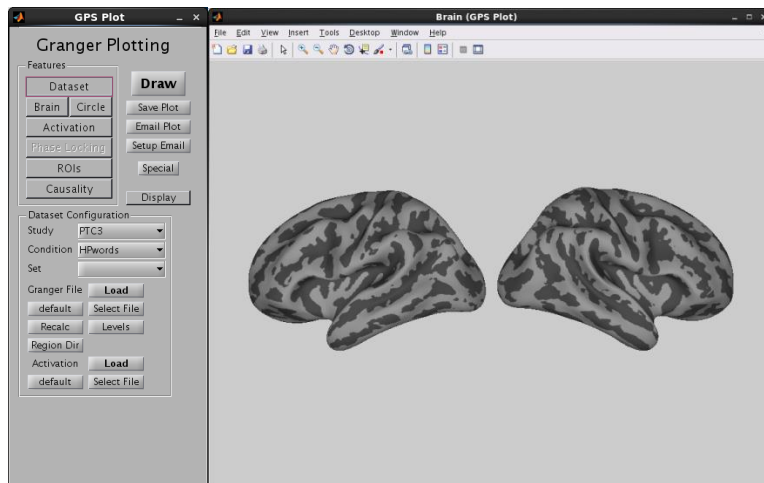 GPS Plot
Granger Plotting
Features
Dataset
Draw
Brain Circle
Save Plot
Activation
Email Plot
Phase Locking
Setup Email
ROIs
Special
Causality
Display
Dataset Configuration
Study PTC3
Condition HPwords
Set
Granger File Load
default Select File
Recalc Levels
Region Dir
Activation Load
default Select File
Brain (GPS Plot)
File Edit View Insert Tools Desktop Window Help